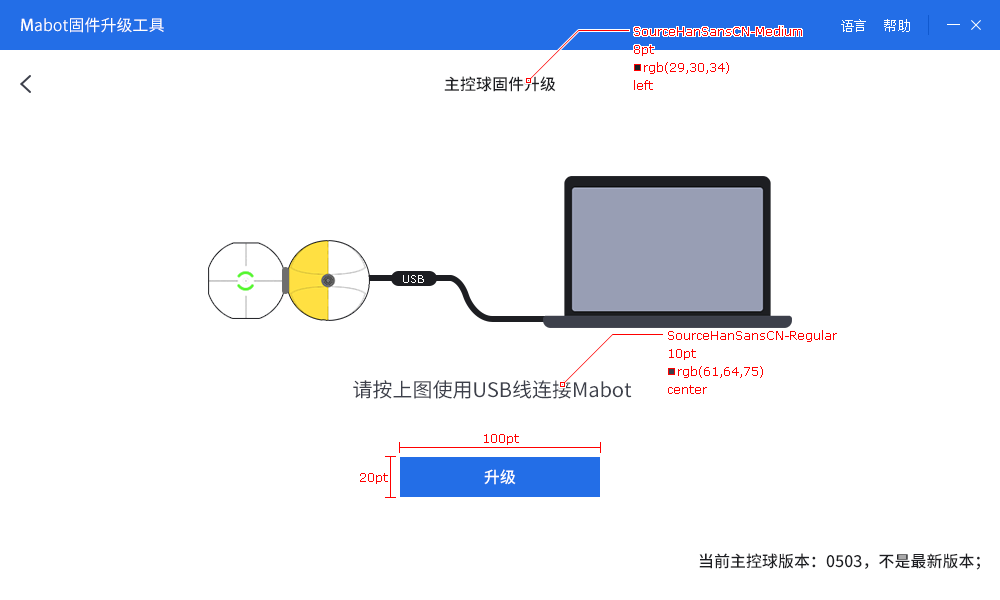 Mabot固件升级工具
语言 帮助
SourceHanSansCN-Medium
8pt
rgb(29,30,34)
left
主控球固件升级
USB
SourceHanSansCN-Regular
10pt
rgb(61,64,75)
center
请按上图使用USB线连接Mabot
100pt
20pt
升级
当前主控球版本：0503，不是最新版本；